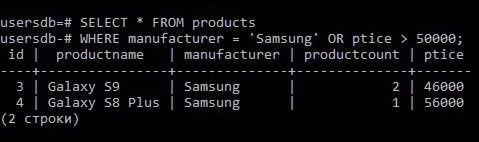 usersdb=# SELECT * FROM products
usersdb-# WHERE manufacturer = 'Samsung' OR ptice > 50000;
 id | productname | manufacturer | productcount | ptice
----+----------------+--------------+--------------+-------
  3 | Galaxy S9 | Samsung | 2 | 46000
  4 | Galaxy S8 Plus | Samsung | 1 | 56000
(2 строки)